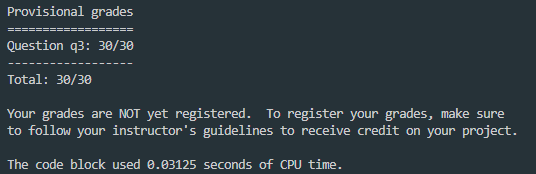 Provisional grades
==================
Question q3: 30/30
------------------
Total: 30/30

Your grades are NOT yet registered.  To register your grades, make sure
to follow your instructor's guidelines to receive credit on your project.

The code block used 0.03125 seconds of CPU time.